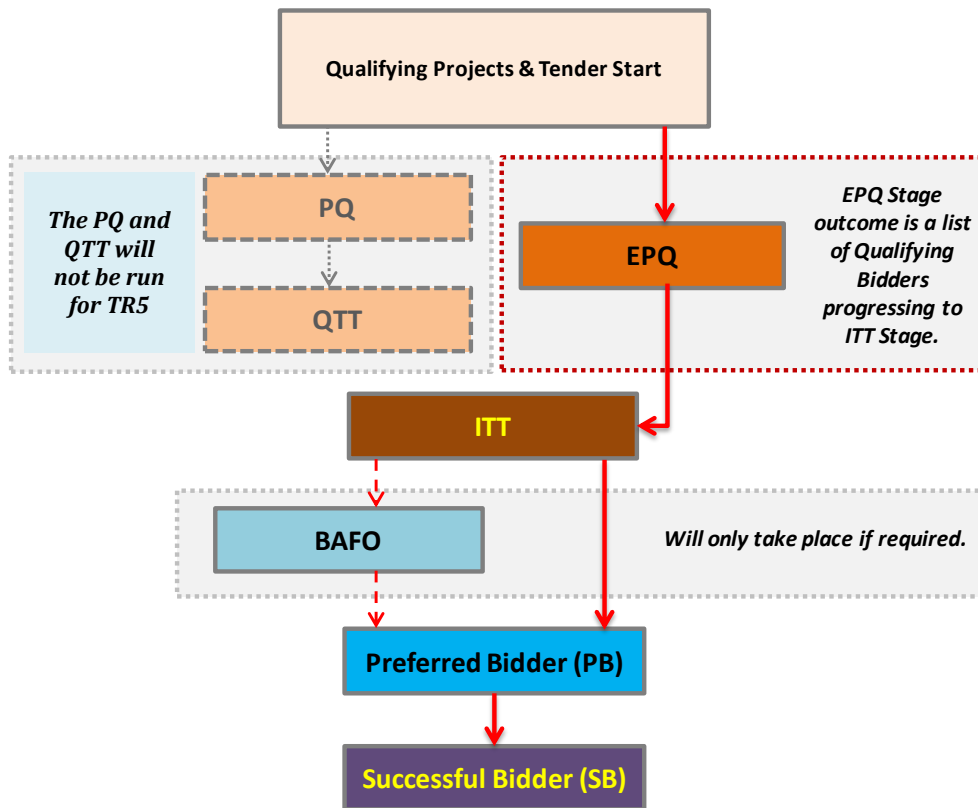 Qualifying Projects & Tender Start
The PQ and
QTT will
not be run
for TR5
PQ
QTT
EPQ
EPQ Stage
outcome is a list
of Qualifying
Bidders
progressing to
ITT Stage.
ITT
BAFO
Will only take place if required.
Preferred Bidder (PB)
Successful Bidder (SB)